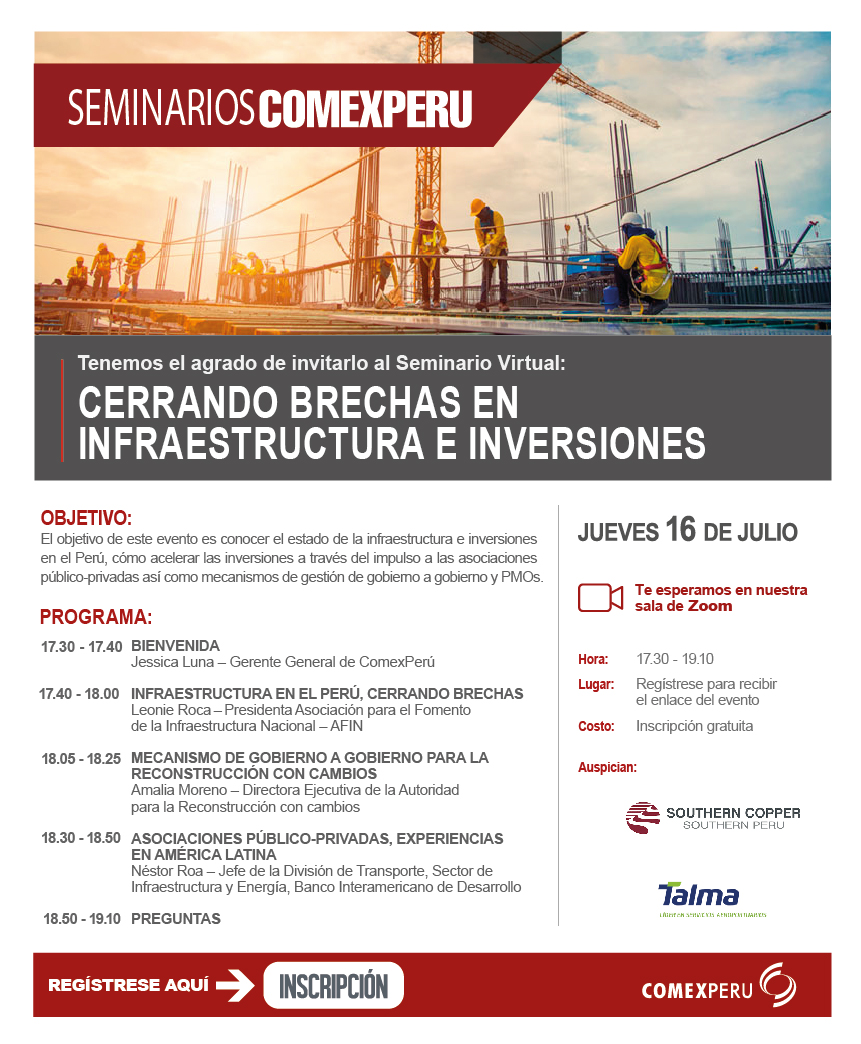 SEMINARIOS COMEXPERU
Tenemos el agrado de invitarlo al Seminario Virtual:
CERRANDO BRECHAS EN
INFRAESTRUCTURA E INVERSIONES
OBJETIVO:
El objetivo de este evento es conocer el estado de la infraestructura e inversiones
en el Perú, cómo acelerar las inversiones a través del impulso a las asociaciones
público-privadas así como mecanismos de gestión de gobierno a gobierno y PMOs.
PROGRAMA:
17.30 - 17.40 BIENVENIDA
Jessica Luna – Gerente General de ComexPerú
17.40 - 18.00 INFRAESTRUCTURA EN EL PERÚ, CERRANDO BRECHAS
Leonie Roca – Presidenta Asociación para el Fomento
de la Infraestructura Nacional – AFIN
18.05 - 18.25 MECANISMO DE GOBIERNO A GOBIERNO PARA LA
RECONSTRUCCIÓN CON CAMBIOS
Amalia Moreno – Directora Ejecutiva de la Autoridad
para la Reconstrucción con cambios
18.30 - 18.50 ASOCIACIONES PÚBLICO-PRIVADAS, EXPERIENCIAS
EN AMÉRICA LATINA
Néstor Roa – Jefe de la División de Transporte, Sector de
Infraestructura y Energía, Banco Interamericano de Desarrollo
18.50 - 19.10 PREGUNTAS
JUEVES 16 DE JULIO
Te esperamos en nuestra
sala de Zoom
Hora: 17.30 - 19.10
Lugar: Regístrese para recibir
el enlace del evento
Costo: Inscripción gratuita
Auspician:
SOUTHERN COPPER
SOUTHERN PERU
Talma
LÍDER EN SERVICIOS AEROPORTUARIOS
REGÍSTRESE AQUÍ INSCRIPCIÓN
COMEXPERU